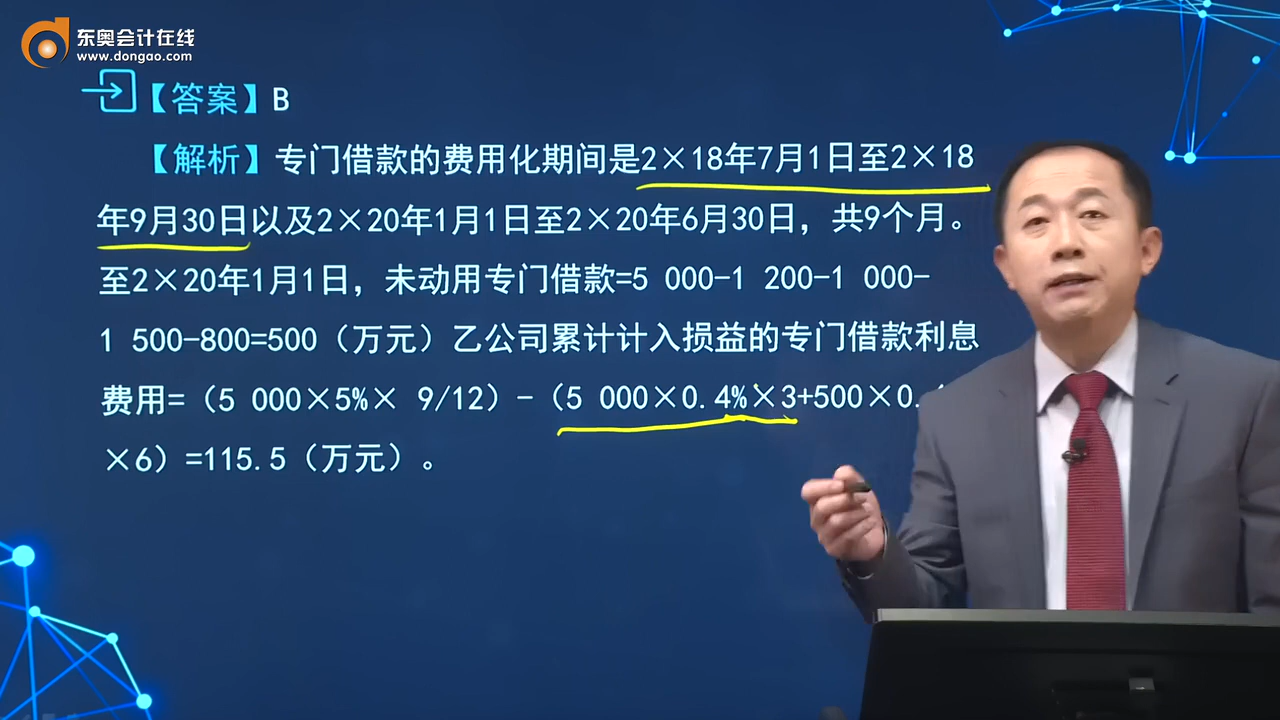 东奥会计在线
www.dongao.com
【答案】B
【解析】专门借款的费用化期间是2×18年7月1日至2×18
年9月30日以及2×20年1月1日至2×20年6月30日，共9个月。
至2×20年1月1日，未动用专门借款=5 000-1 200-1 000-
1 500-800=500（万元）乙公司累计计入损益的专门借款利息
费用=（5 000×5%× 9/12）-（5 000×0.4%×3+500×0.
×6）=115.5（万元）。